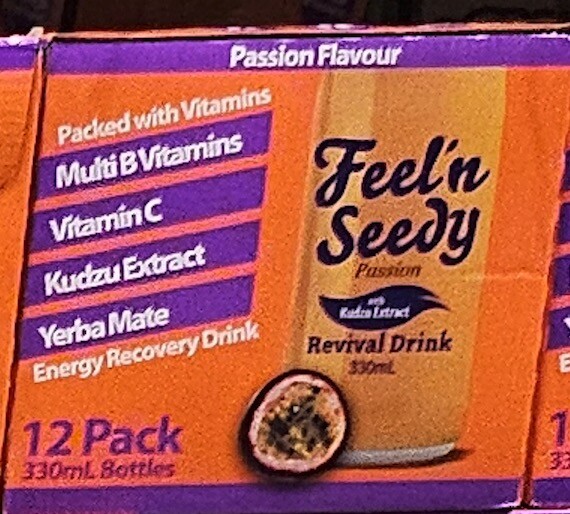 Passion Flavour
Packed with Vitamins
Multi B Vitamins
Vitamin C
Kudzu Extract
Yerba Mate
Energy Recovery Drink
12 Pack
330mL Bottles
Feel'n
Seedy
Passion
with
Kudzu Extract
Revival Drink
330mL